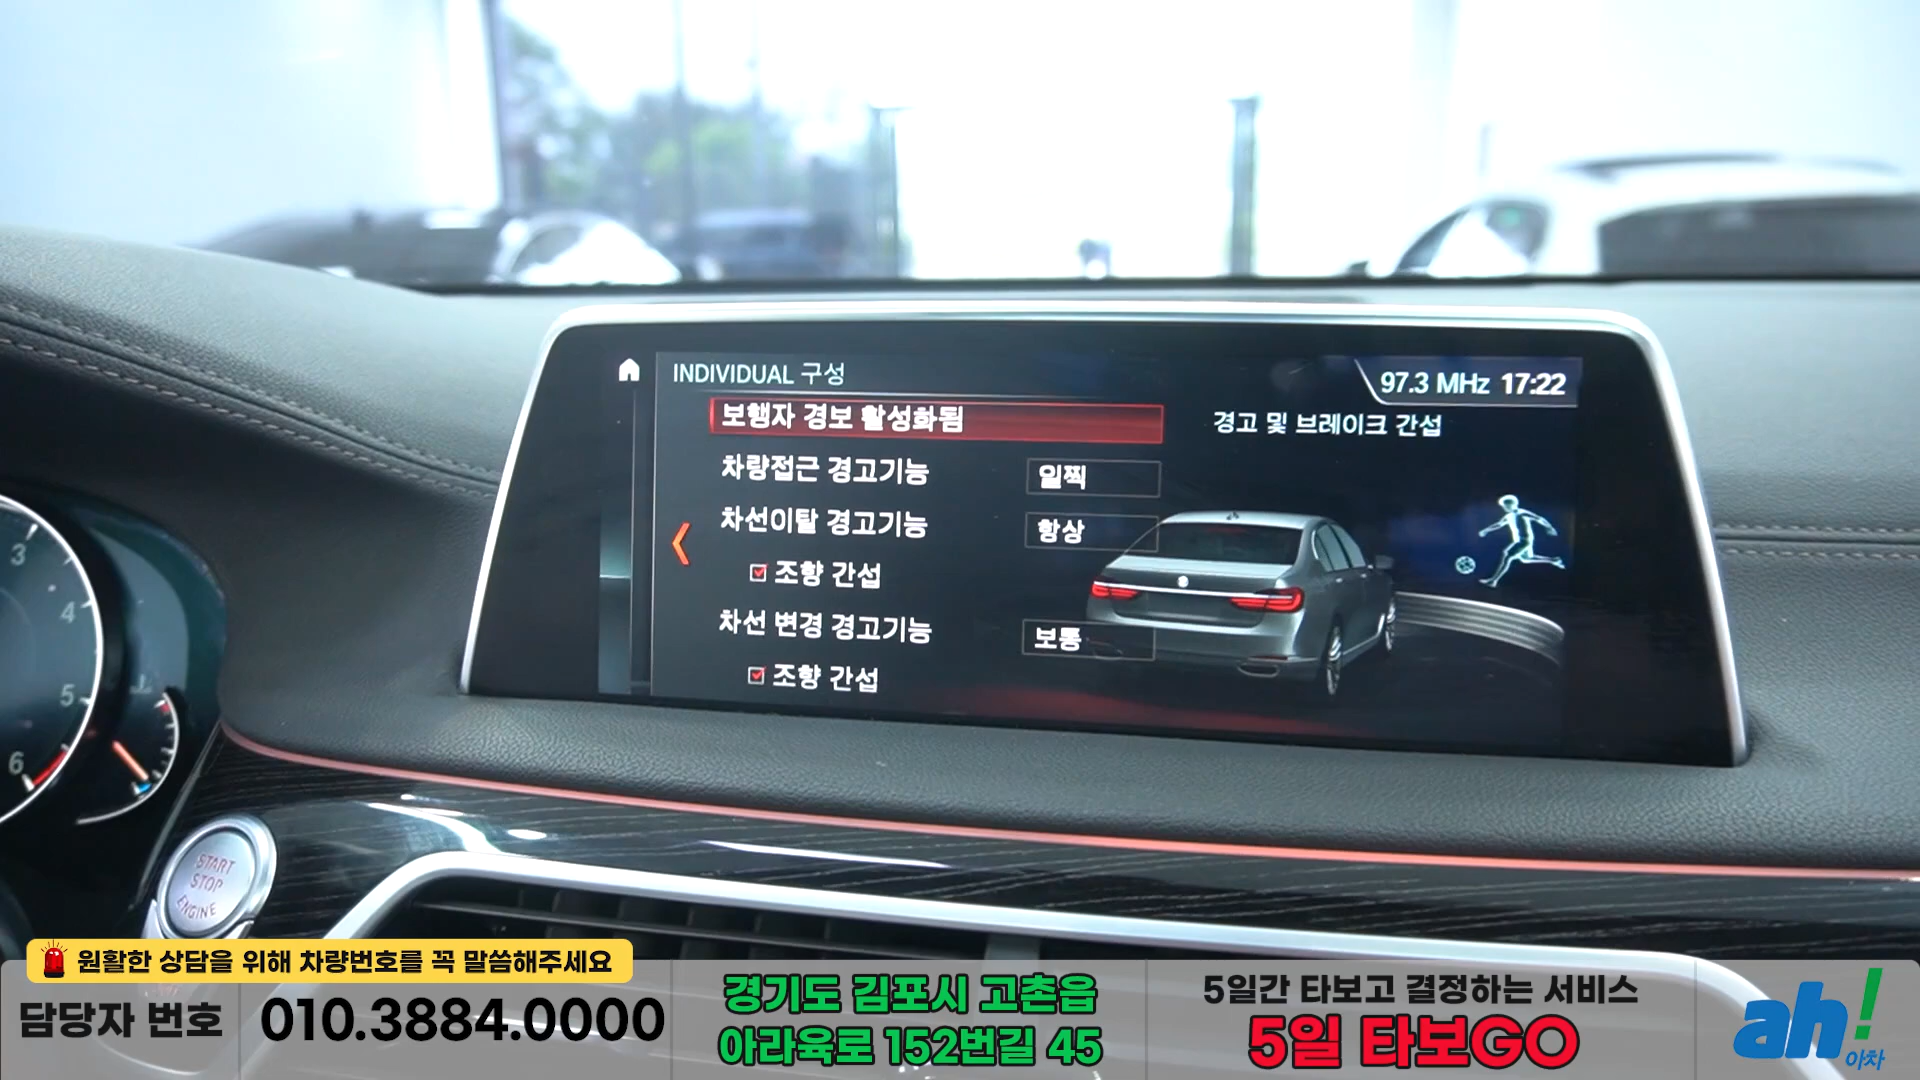 INDIVIDUAL 구성
97.3 MHz 17:22
보행자 경보 활성화됨
경고 및 브레이크 간섭
차량접근 경고기능 일찍
차선이탈 경고기능 항상
조향 간섭
차선 변경 경고기능 보통
조향 간섭
3
4
5
6
START
STOP
ENGINE
원활한 상담을 위해 차량번호를 꼭 말씀해주세요
담당자 번호 010.3884.0000
경기도 김포시 고촌읍
아라육로 152번길 45
5일간 타보고 결정하는 서비스
5일 타보GO
ah!
아차